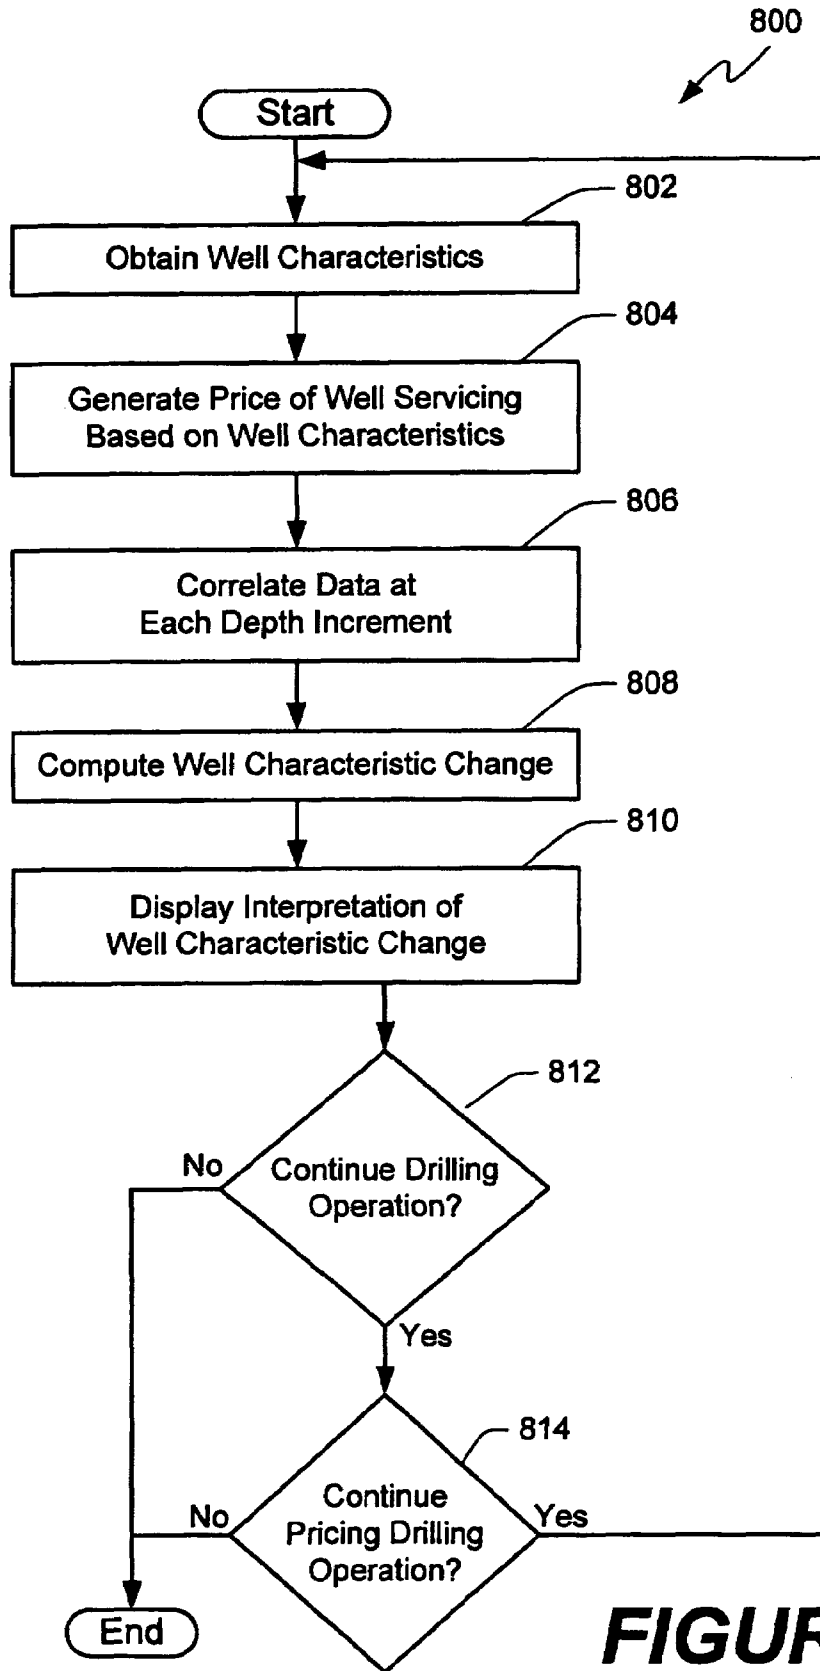 800
Start
802
Obtain Well Characteristics
804
Generate Price of Well Servicing
Based on Well Characteristics
806
Correlate Data at
Each Depth Increment
808
Compute Well Characteristic Change
810
Display Interpretation of
Well Characteristic Change
812
No
Continue Drilling
Operation?
Yes
814
No
Continue
Pricing Drilling
Operation?
Yes
End
FIGUR